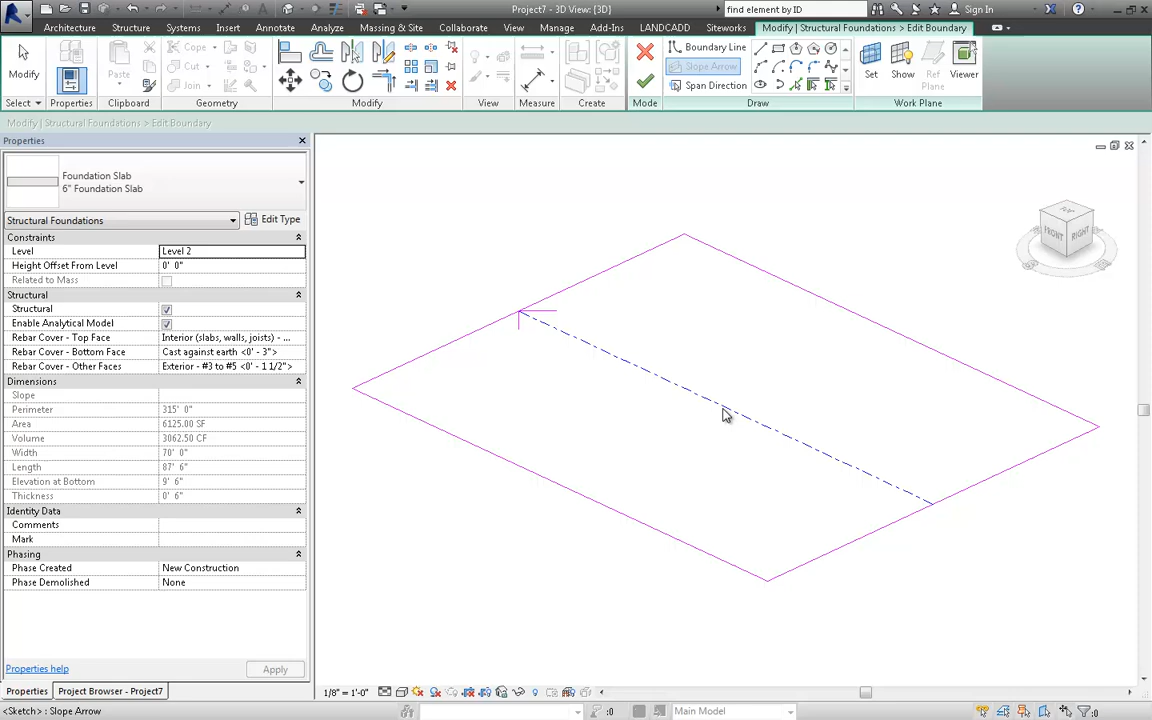 Project7 - 3D View: {3D}
find element by ID
Sign In
Architecture
Structure
Systems
Insert
Annotate
Analyze
Massing & Site
Collaborate
View
Manage
Add-Ins
LANDCADD
Siteworks
Modify | Structural Foundations > Edit Boundary
Modify
Paste
Cope
Cut
Join
Boundary Line
Slope Arrow
Span Direction
Set
Show
Ref
Plane
Viewer
Select
Properties
Clipboard
Geometry
Modify
View
Measure
Create
Mode
Draw
Work Plane
Modify | Structural Foundations > Edit Boundary
Properties
Foundation Slab
6" Foundation Slab
Structural Foundations
Edit Type
Constraints
Level Level 2
Height Offset From Level 0' 0"
Related to Mass
Structural
Structural
Enable Analytical Model
Rebar Cover - Top Face Interior (slabs, walls, joists) - ...
Rebar Cover - Bottom Face Cast against earth <0' - 3">
Rebar Cover - Other Faces Exterior - #3 to #5 <0' - 1 1/2">
Dimensions
Slope
Perimeter 315' 0"
Area 6125.00 SF
Volume 3062.50 CF
Width 70' 0"
Length 87' 6"
Elevation at Bottom 9' 6"
Thickness 0' 6"
Identity Data
Comments
Mark
Phasing
Phase Created New Construction
Phase Demolished None
Properties help
Apply
Properties
Project Browser - Project7
FRONT
RIGHT
1/8" = 1'-0"
<Sketch> : Slope Arrow
:0
Main Model
:0